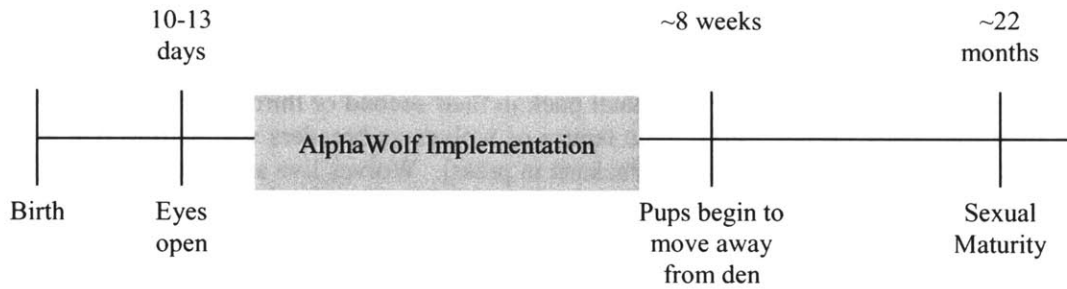 10-13
days
~8 weeks
~22
months
AlphaWolf Implementation
Birth
Eyes
open
Pups begin to
move away
from den
Sexual
Maturity